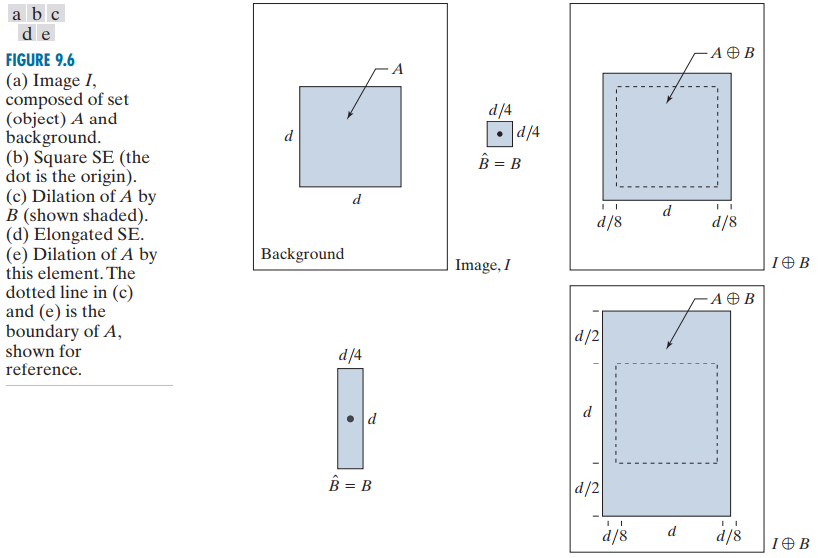 a b c
d e
FIGURE 9.6
(a) Image I,
composed of set
(object) A and
background.
(b) Square SE (the
dot is the origin).
(c) Dilation of A by
B (shown shaded).
(d) Elongated SE.
(e) Dilation of A by
this element. The
dotted line in (c)
and (e) is the
boundary of A,
shown for
reference.
A
d
d
Background
Image, I
d/4
d/4
B̂ = B
A ⊕ B
d/8
d
d/8
I ⊕ B
d/4
d
B̂ = B
A ⊕ B
d/2
d
d/2
d/8
d
d/8
I ⊕ B